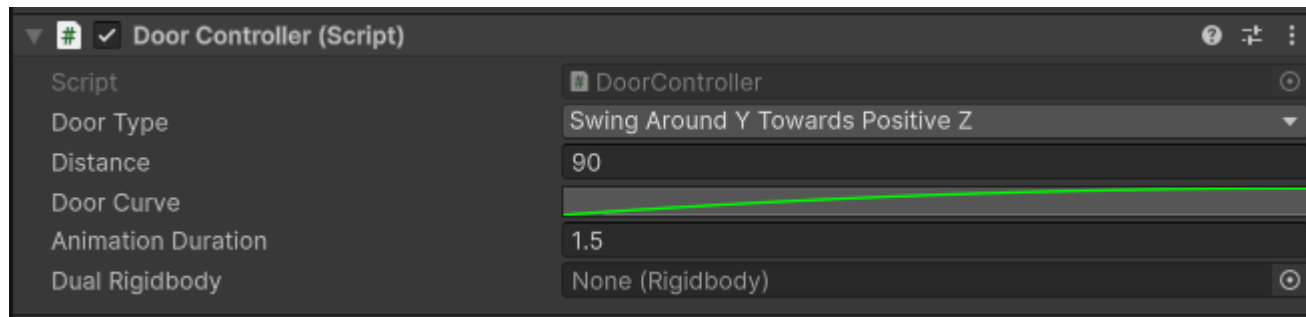 Door Controller (Script)
Script DoorController
Door Type Swing Around Y Towards Positive Z
Distance 90
Door Curve
Animation Duration 1.5
Dual Rigidbody None (Rigidbody)